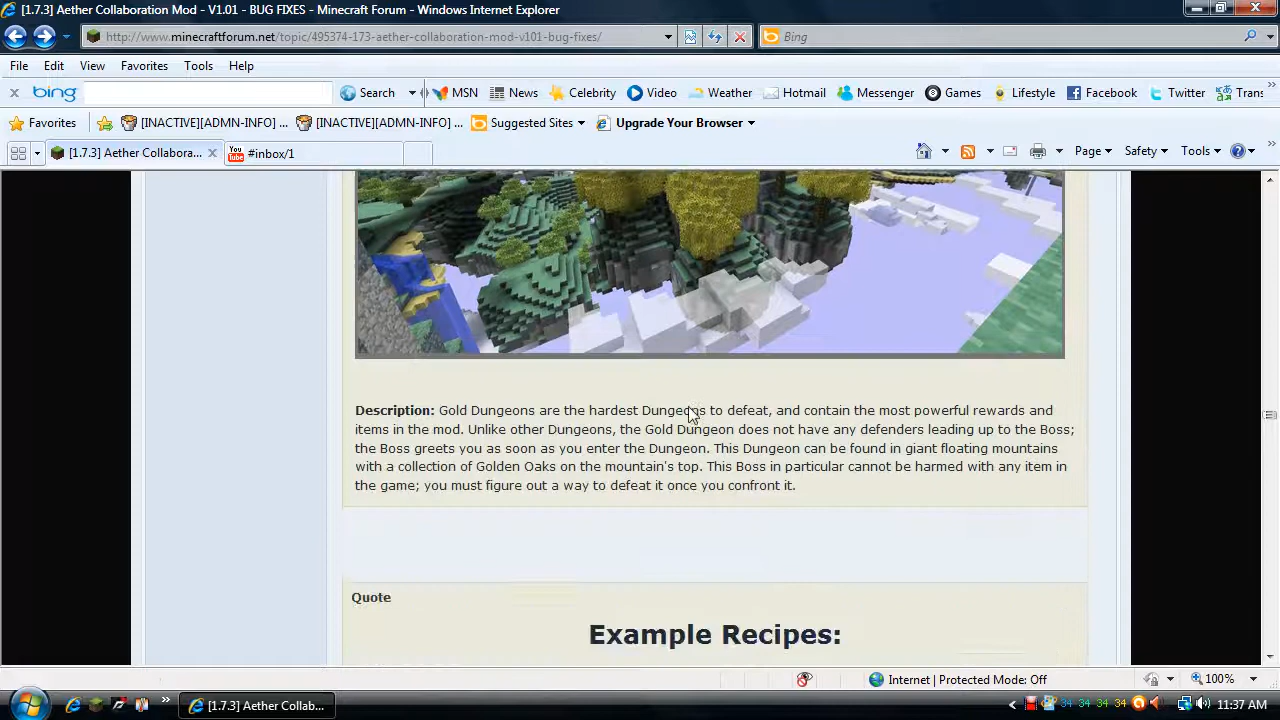 [1.7.3] Aether Collaboration Mod - V1.01 - BUG FIXES - Minecraft Forum - Windows Internet Explorer
http://www.minecraftforum.net/topic/495374-173-aether-collaboration-mod-v101-bug-fixes/
Bing
File Edit View Favorites Tools Help
bing Search MSN News Celebrity Video Weather Hotmail Messenger Games Lifestyle Facebook Twitter Trans
Favorites [INACTIVE][ADMN-INFO] ... [INACTIVE][ADMN-INFO] ... Suggested Sites Upgrade Your Browser
[1.7.3] Aether Collabora... #inbox/1 Page Safety Tools
Description: Gold Dungeons are the hardest Dungeons to defeat, and contain the most powerful rewards and
items in the mod. Unlike other Dungeons, the Gold Dungeon does not have any defenders leading up to the Boss;
the Boss greets you as soon as you enter the Dungeon. This Dungeon can be found in giant floating mountains
with a collection of Golden Oaks on the mountain's top. This Boss in particular cannot be harmed with any item in
the game; you must figure out a way to defeat it once you confront it.
Quote
Example Recipes:
Internet | Protected Mode: Off 100%
[1.7.3] Aether Collab... 34 34 34 34 11:37 AM